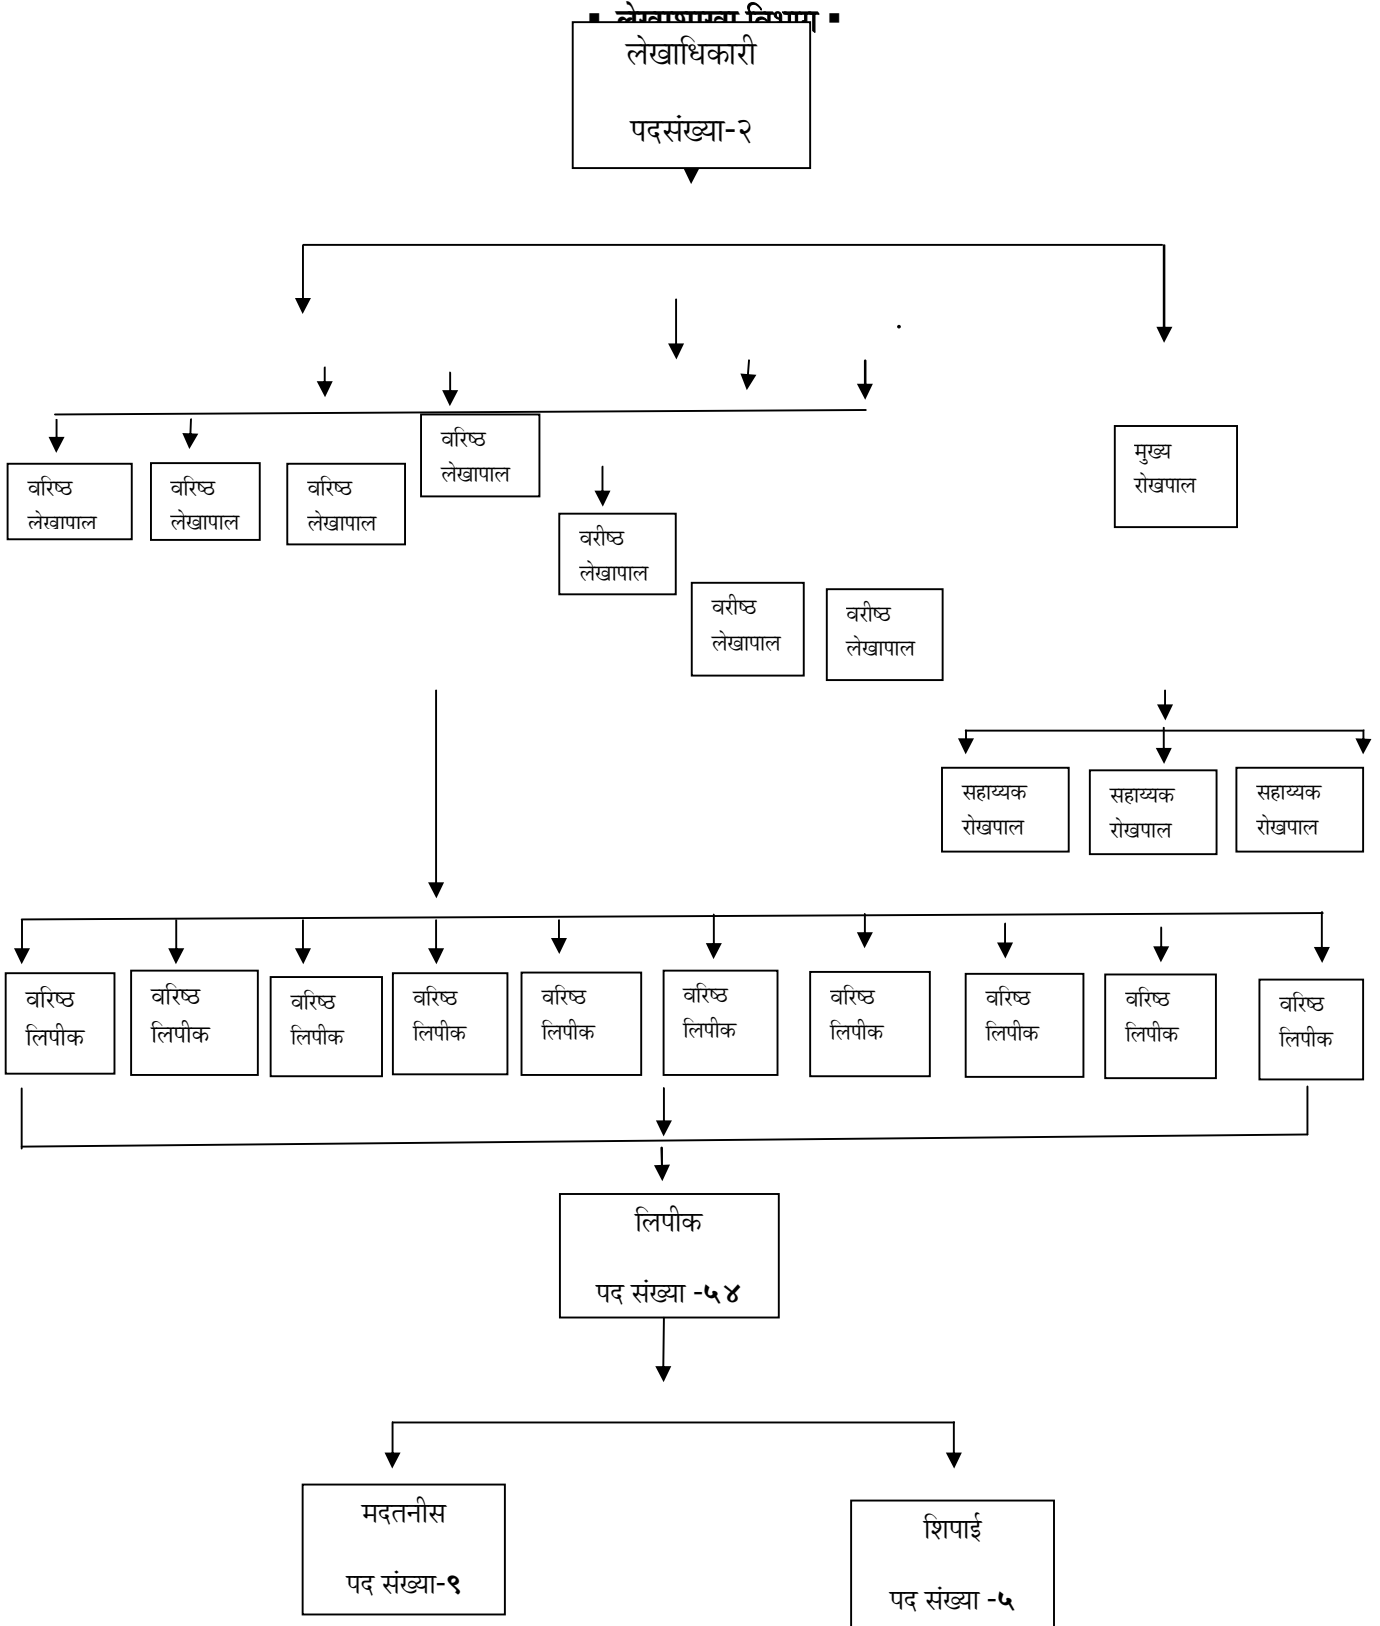 ▪ लेखाशाखा विभाग ▪
लेखाधिकारी
पदसंख्या-२
वरिष्ठ
लेखापाल
वरिष्ठ
लेखापाल
वरिष्ठ
लेखापाल
वरिष्ठ
लेखापाल
वरीष्ठ
लेखापाल
वरीष्ठ
लेखापाल
वरीष्ठ
लेखापाल
मुख्य
रोखपाल
सहाय्यक
रोखपाल
सहाय्यक
रोखपाल
सहाय्यक
रोखपाल
वरिष्ठ
लिपीक
वरिष्ठ
लिपीक
वरिष्ठ
लिपीक
वरिष्ठ
लिपीक
वरिष्ठ
लिपीक
वरिष्ठ
लिपीक
वरिष्ठ
लिपीक
वरिष्ठ
लिपीक
वरिष्ठ
लिपीक
वरिष्ठ
लिपीक
लिपीक
पद संख्या -५४
मदतनीस
पद संख्या-९
शिपाई
पद संख्या -५